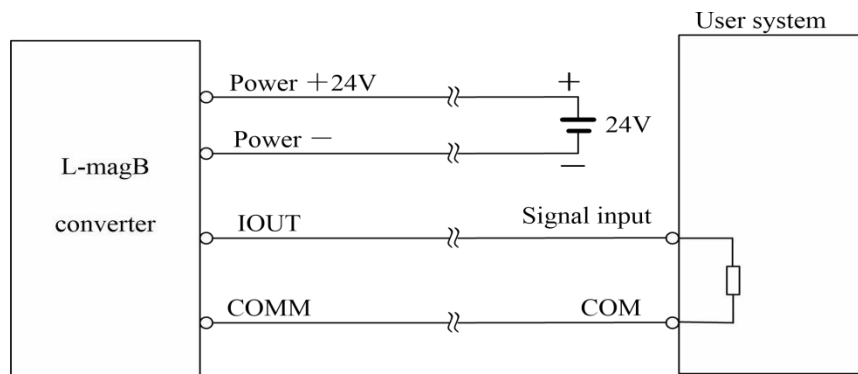 User system
Power +24V
+
24V
Power —
—
L-magB
converter
IOUT
Signal input
COMM
COM